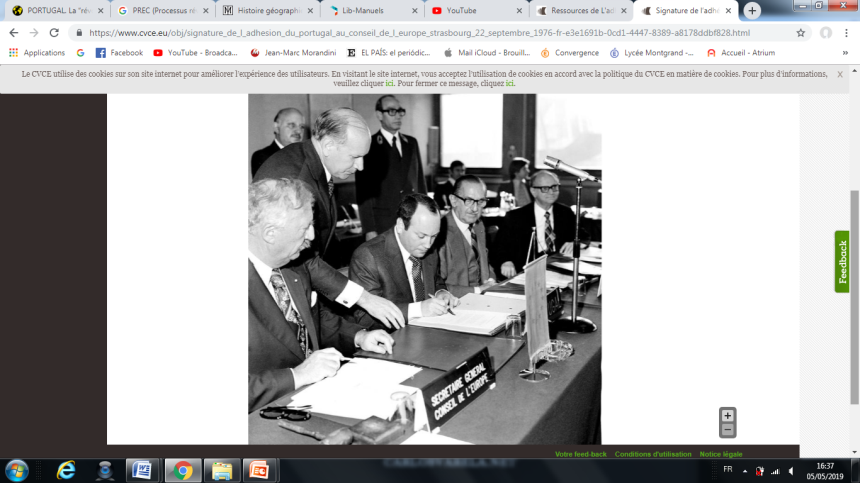 PORTUGAL. La "rév
PREC (Processus ré
Histoire géographi
Lib-Manuels
YouTube
Ressources de L'ad
Signature de l'adhé
https://www.cvce.eu/obj/signature_de_l_adhesion_du_portugal_au_conseil_de_l_europe_strasbourg_22_septembre_1976-fr-e3e1691b-0cd1-4447-8389-a8178ddbf828.html
Applications G Facebook YouTube - Broadca... Jean-Marc Morandini E EL PAÍS: el periódic... Mail iCloud - Brouill... Convergence Lycée Montgrand -... Accueil - Atrium »
Le CVCE utilise des cookies sur son site internet pour améliorer l'expérience des utilisateurs. En visitant le site internet, vous acceptez l'utilisation de cookies en accord avec la politique du CVCE en matière de cookies. Pour plus d'informations,
veuillez cliquer ici. Pour fermer ce message, cliquez ici.
X
SECRETAIRE GENERAL
CONSEIL DE L'EUROPE
Feedback
+
−
Votre feed-back Conditions d'utilisation Notice légale
CARLOSVARELA.NET
FR
16:37
05/05/2019